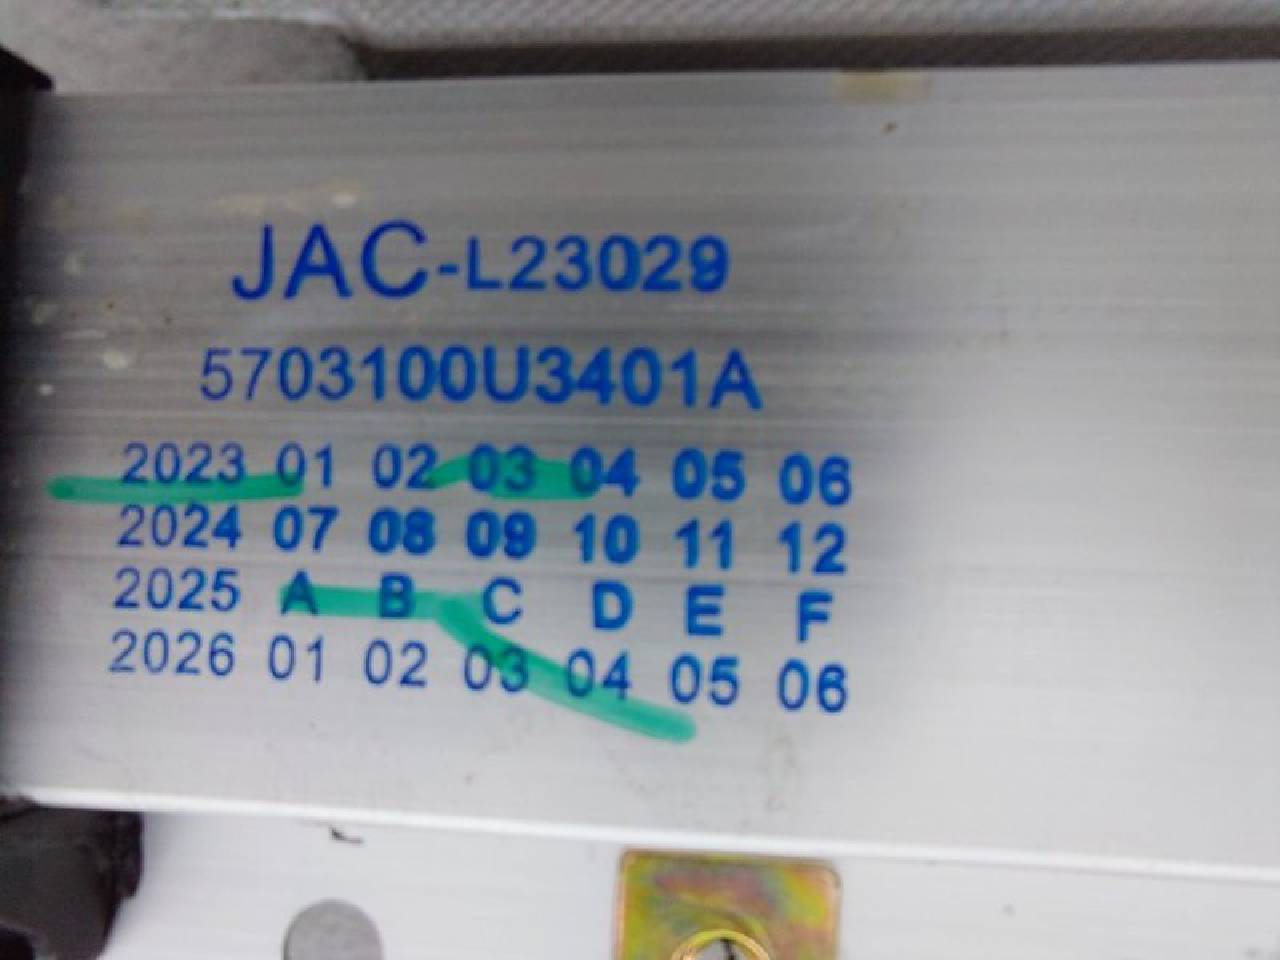 JAC-L23029
5703100U3401A
2023 01 02 03 04 05 06
2024 07 08 09 10 11 12
2025 A B C D E F
2026 01 02 03 04 05 06